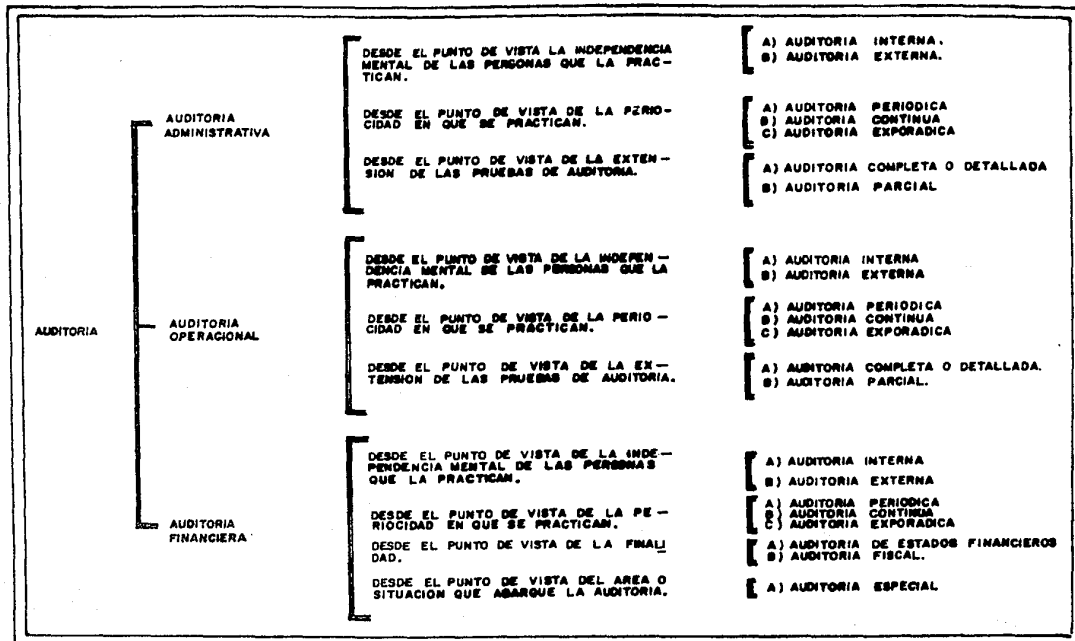 AUDITORIA
AUDITORIA
ADMINISTRATIVA
DESDE EL PUNTO DE VISTA LA INDEPENDENCIA
MENTAL DE LAS PERSONAS QUE LA PRAC-
TICAN.
A) AUDITORIA INTERNA.
B) AUDITORIA EXTERNA.
DESDE EL PUNTO DE VISTA DE LA PERIO-
CIDAD EN QUE SE PRACTICAN.
A) AUDITORIA PERIODICA
B) AUDITORIA CONTINUA
C) AUDITORIA EXPORADICA
DESDE EL PUNTO DE VISTA DE LA EXTEN-
SION DE LAS PRUEBAS DE AUDITORIA.
A) AUDITORIA COMPLETA O DETALLADA
B) AUDITORIA PARCIAL
AUDITORIA
OPERACIONAL
DESDE EL PUNTO DE VISTA DE LA INDEPEN-
DENCIA MENTAL DE LAS PERSONAS QUE LA
PRACTICAN.
A) AUDITORIA INTERNA
B) AUDITORIA EXTERNA
DESDE EL PUNTO DE VISTA DE LA PERIO-
CIDAD EN QUE SE PRACTICAN.
A) AUDITORIA PERIODICA
B) AUDITORIA CONTINUA
C) AUDITORIA EXPORADICA
DESDE EL PUNTO DE VISTA DE LA EX-
TENSION DE LAS PRUEBAS DE AUDITORIA.
A) AUDITORIA COMPLETA O DETALLADA.
B) AUDITORIA PARCIAL.
AUDITORIA
FINANCIERA
DESDE EL PUNTO DE VISTA DE LA INDE-
PENDENCIA MENTAL DE LAS PERSONAS
QUE LA PRACTICAN.
A) AUDITORIA INTERNA
B) AUDITORIA EXTERNA
DESDE EL PUNTO DE VISTA DE LA PE-
RIOCIDAD EN QUE SE PRACTICAN.
A) AUDITORIA PERIODICA
B) AUDITORIA CONTINUA
C) AUDITORIA EXPORADICA
DESDE EL PUNTO DE VISTA DE LA FINALI
DAD.
A) AUDITORIA DE ESTADOS FINANCIEROS
B) AUDITORIA FISCAL.
DESDE EL PUNTO DE VISTA DEL AREA O
SITUACION QUE ABARQUE LA AUDITORIA.
A) AUDITORIA ESPECIAL